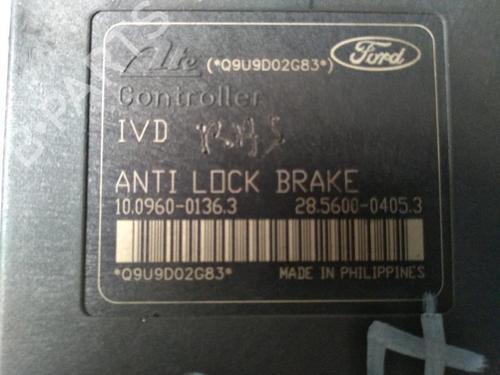 Ate (*Q9U9D02G83*) Ford
Controller
IVD
ANTI LOCK BRAKE
10.0960-0136.3 28.5600-0405.3
*Q9U9D02G83* MADE IN PHILIPPINES
B-PARTS